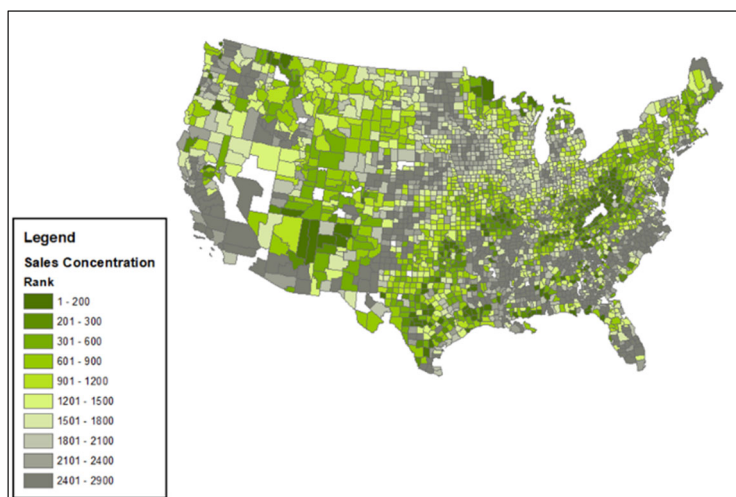 Legend
Sales Concentration
Rank
1 - 200
201 - 300
301 - 600
601 - 900
901 - 1200
1201 - 1500
1501 - 1800
1801 - 2100
2101 - 2400
2401 - 2900